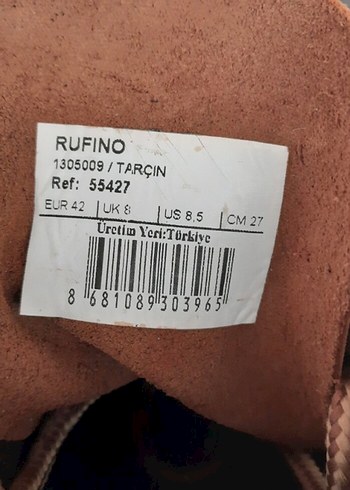 RUFINO
1305009 / TARÇIN
Ref: 55427
EUR 42 | UK 8 | US 8,5 | CM 27
Üretim Yeri:Türkiye
8 681089 303965